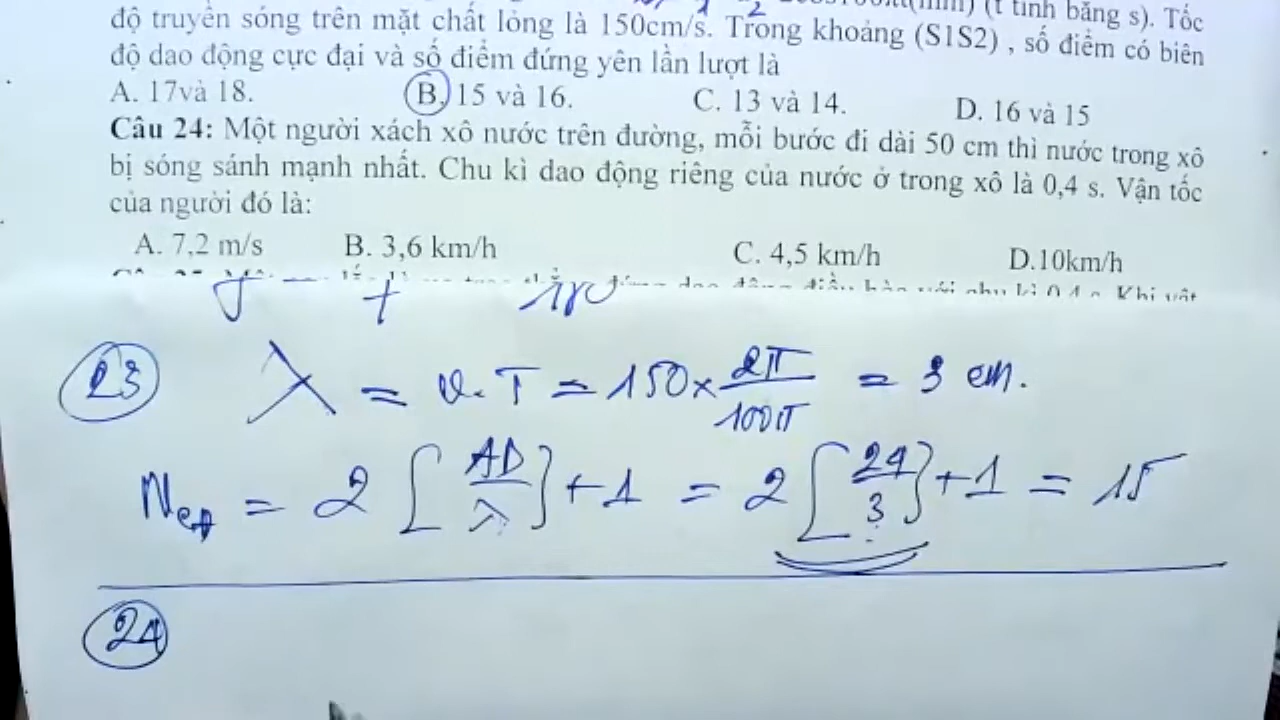 độ truyền sóng trên mặt chất lỏng là 150cm/s. Trong khoảng (S1S2) , số điểm có biên
(t tính bằng s). Tốc
độ dao động cực đại và số điểm đứng yên lần lượt là
A. 17và 18. B. 15 và 16. C. 13 và 14. D. 16 và 15
Câu 24: Một người xách xô nước trên đường, mỗi bước đi dài 50 cm thì nước trong xô
bị sóng sánh mạnh nhất. Chu kì dao động riêng của nước ở trong xô là 0,4 s. Vận tốc
của người đó là:
A. 7,2 m/s B. 3,6 km/h C. 4,5 km/h D.10km/h
23 λ = v.T = 150 × 2π/100π = 3 cm.
= 2 [AB/λ] + 1 = 2 [24/3] + 1 = 15
24